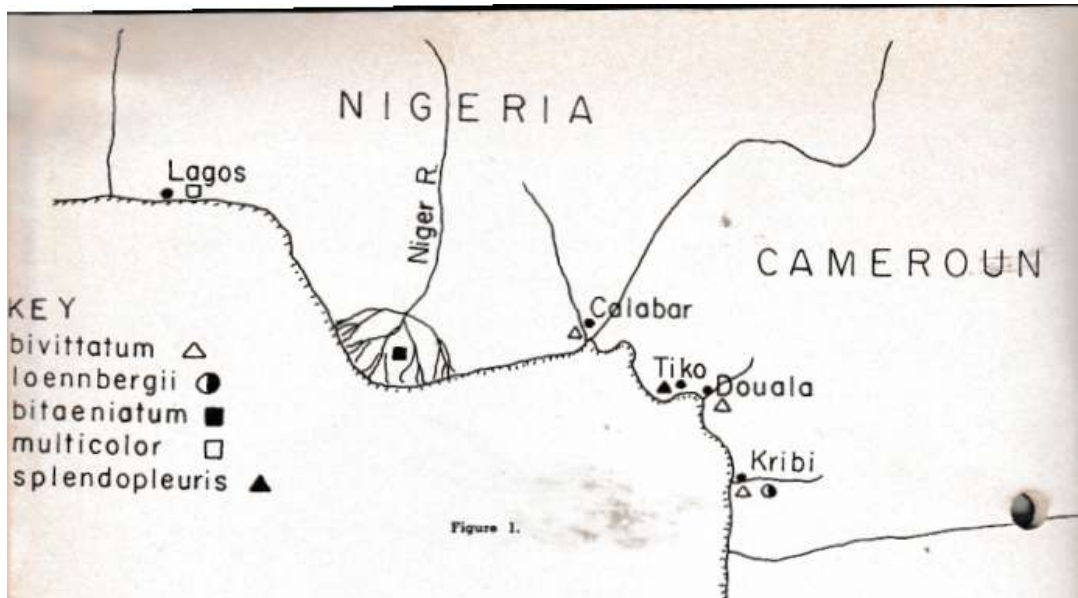 NIGERIA
Lagos
Niger R.
CAMEROUN
Calabar
Tiko
Douala
Kribi
KEY
bivittatum
loennbergii
bitaeniatum
multicolor
splendopleuris
Figure 1.